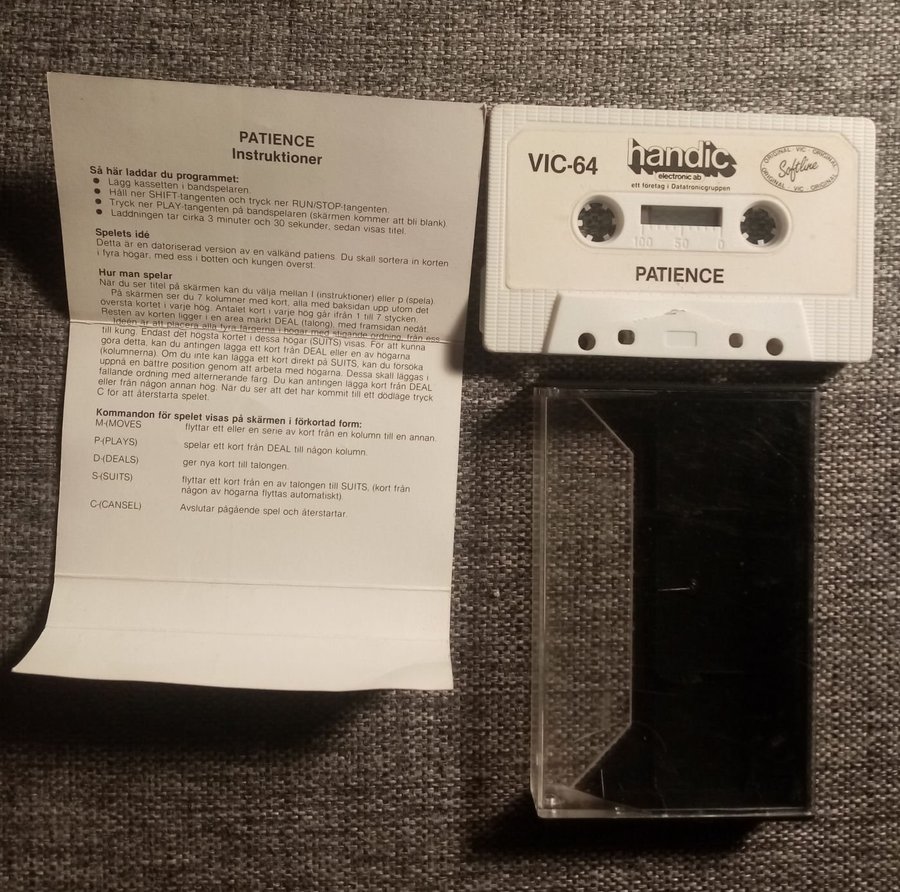 PATIENCE
Instruktioner
Så här laddar du programmet:
● Lägg kassetten i bandspelaren.
● Håll ner SHIFT-tangenten och tryck ner RUN/STOP-tangenten.
● Tryck ner PLAY-tangenten på bandspelaren (skärmen kommer att bli blank)
● Laddningen tar cirka 3 minuter och 30 sekunder, sedan visas titel.
Spelets idé
Detta är en datoriserad version av en välkänd patiens. Du skall sortera in korten
i fyra högar, med ess i botten och kungen överst.
Hur man spelar
När du ser titel på skärmen kan du välja mellan I (instruktioner) eller p (spela).
På skärmen ser du 7 kolumner med kort, alla med baksidan upp utom det
översta kortet i varje hög. Antalet kort i varje hög går ifrån 1 till 7 stycken.
Resten av korten ligger i en area märkt DEAL (talong), med framsidan nedåt.
Idéen är att placera alla fyra färgerna i högar med stigande ordning, från ess
till kung. Endast det högsta kortet i dessa högar (SUITS) visas. För att kunna
göra detta, kan du antingen lägga ett kort från DEAL eller en av högarna
(kolumnerna). Om du inte kan lägga ett kort direkt på SUITS, kan du försöka
uppnå en bättre position genom att arbeta med högarna. Dessa skall läggas i
fallande ordning med alternerande färg. Du kan antingen lägga kort från DEAL
eller från någon annan hög. När du ser att det har kommit till ett dödläge tryck
C för att återstarta spelet.
Kommandon för spelet visas på skärmen i förkortad form:
M-(MOVES flyttar ett eller en serie av kort från en kolumn till en annan.
P-(PLAYS) spelar ett kort från DEAL till någon kolumn.
D-(DEALS) ger nya kort till talongen.
S-(SUITS) flyttar ett kort från en av talongen till SUITS, (kort från
någon av högarna flyttas automatiskt).
C-(CANSEL) Avslutar pågående spel och återstartar.
VIC-64
handic
electronic ab
ett företag i Datatronicgruppen
ORIGINAL · VIC · ORIGINAL
Softline
ORIGINAL · VIC · ORIGINAL
100 50 0
PATIENCE